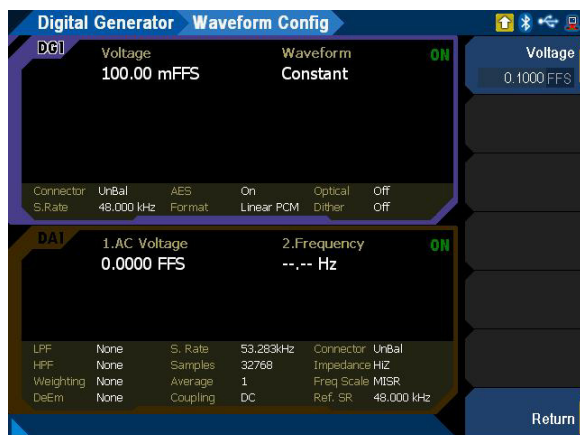 Digital Generator Waveform Config
DG1
Voltage Waveform ON
100.00 mFFS Constant
Connector UnBal AES On Optical Off
S.Rate 48.000 kHz Format Linear PCM Dither Off
DA1
1.AC Voltage 2.Frequency ON
0.0000 FFS --.-- Hz
LPF None S. Rate 53.283kHz Connector UnBal
HPF None Samples 32768 Impedance HiZ
Weighting None Average 1 Freq Scale MISR
DeEm None Coupling DC Ref. SR 48.000 kHz
Voltage
0.1000 FFS
Return